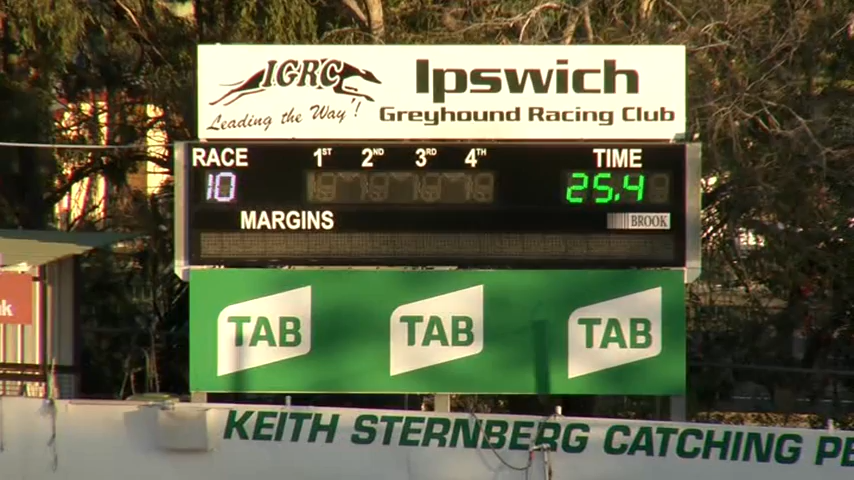 IGRC
Leading the Way!
Ipswich
Greyhound Racing Club
RACE 1ST 2ND 3RD 4TH TIME
10 25.4
MARGINS BROOK
TAB TAB TAB
KEITH STERNBERG CATCHING PE